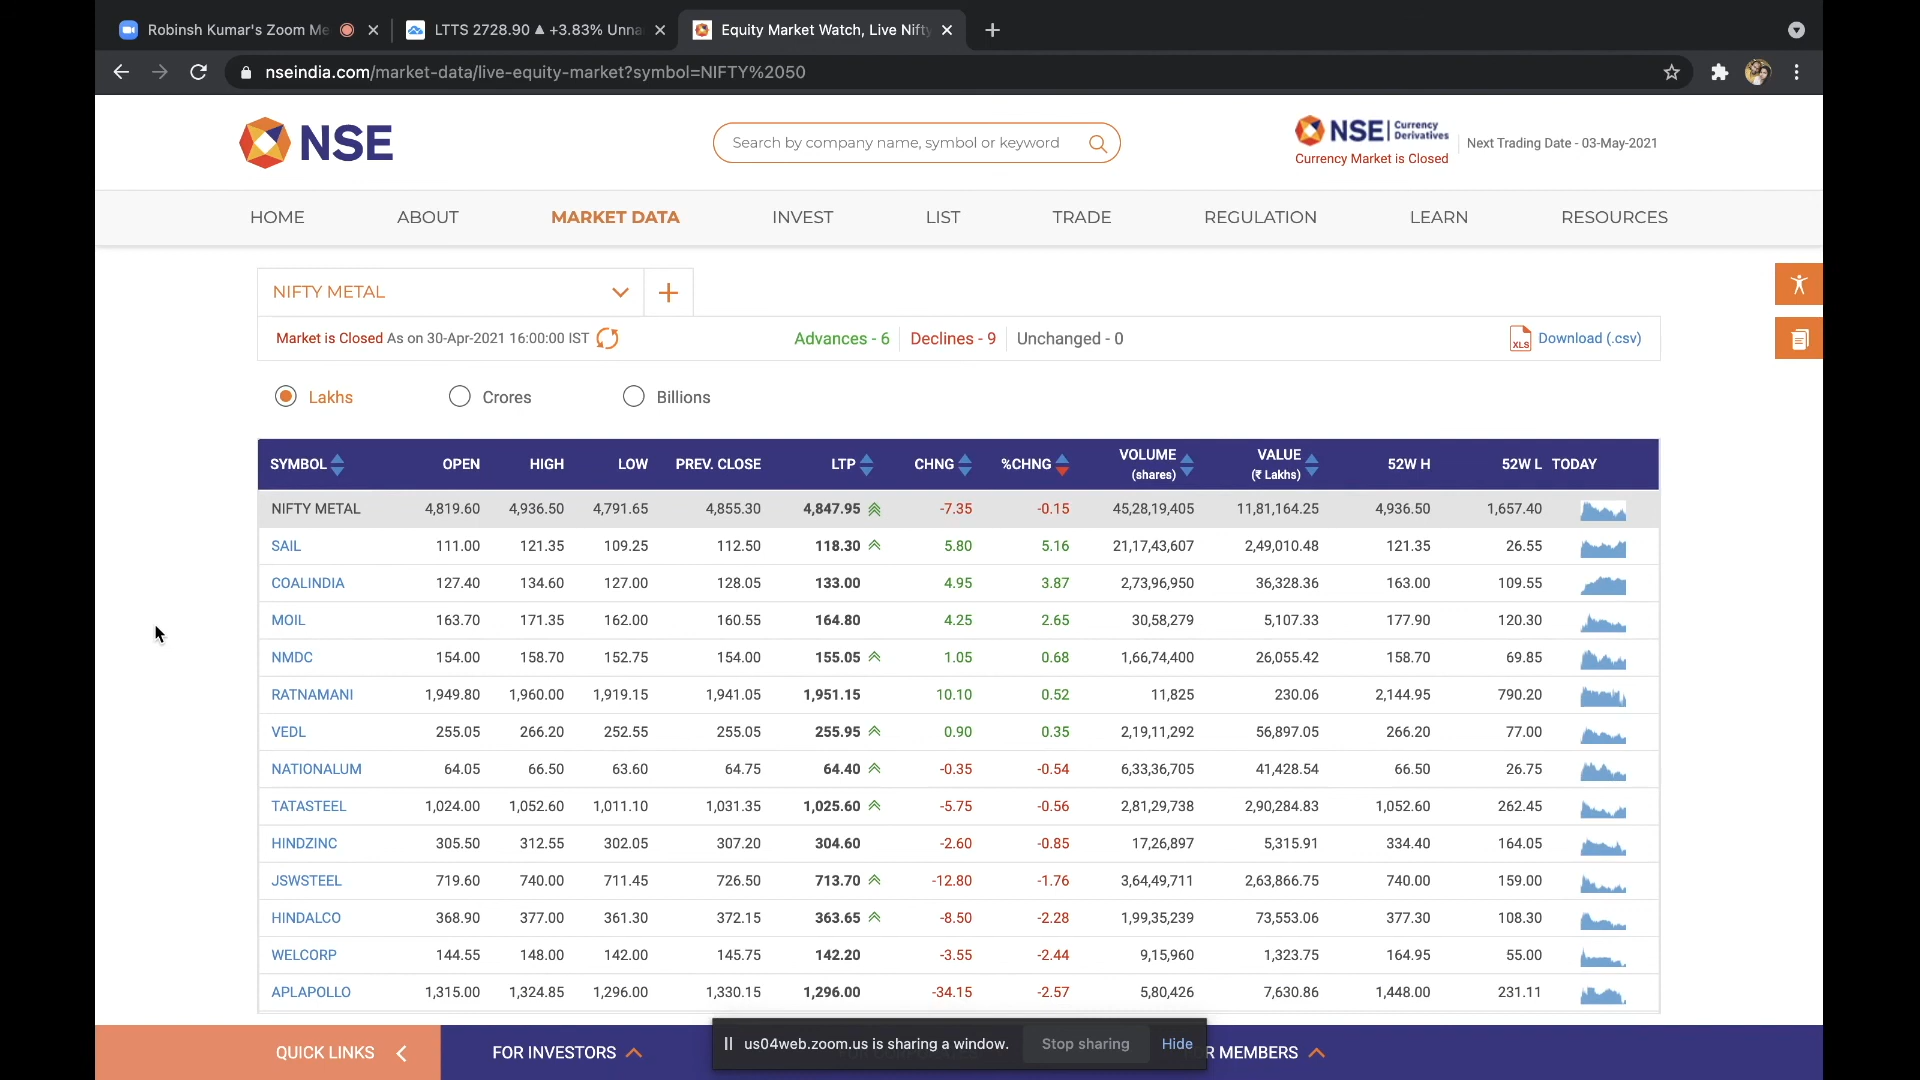 Robinsh Kumar's Zoom Me
LTTS 2728.90 ▲ +3.83% Unna
Equity Market Watch, Live Nifty
nseindia.com/market-data/live-equity-market?symbol=NIFTY%2050
NSE
Search by company name, symbol or keyword
NSE Currency Derivatives
Currency Market is Closed
Next Trading Date - 03-May-2021
HOME ABOUT MARKET DATA INVEST LIST TRADE REGULATION LEARN RESOURCES
NIFTY METAL
Market is Closed As on 30-Apr-2021 16:00:00 IST Advances - 6 Declines - 9 Unchanged - 0 XLS Download (.csv)
Lakhs Crores Billions
SYMBOL OPEN HIGH LOW PREV. CLOSE LTP CHNG %CHNG VOLUME (shares) VALUE (₹ Lakhs) 52W H 52W L TODAY
NIFTY METAL 4,819.60 4,936.50 4,791.65 4,855.30 4,847.95 -7.35 -0.15 45,28,19,405 11,81,164.25 4,936.50 1,657.40
SAIL 111.00 121.35 109.25 112.50 118.30 5.80 5.16 21,17,43,607 2,49,010.48 121.35 26.55
COALINDIA 127.40 134.60 127.00 128.05 133.00 4.95 3.87 2,73,96,950 36,328.36 163.00 109.55
MOIL 163.70 171.35 162.00 160.55 164.80 4.25 2.65 30,58,279 5,107.33 177.90 120.30
NMDC 154.00 158.70 152.75 154.00 155.05 1.05 0.68 1,66,74,400 26,055.42 158.70 69.85
RATNAMANI 1,949.80 1,960.00 1,919.15 1,941.05 1,951.15 10.10 0.52 11,825 230.06 2,144.95 790.20
VEDL 255.05 266.20 252.55 255.05 255.95 0.90 0.35 2,19,11,292 56,897.05 266.20 77.00
NATIONALUM 64.05 66.50 63.60 64.75 64.40 -0.35 -0.54 6,33,36,705 41,428.54 66.50 26.75
TATASTEEL 1,024.00 1,052.60 1,011.10 1,031.35 1,025.60 -5.75 -0.56 2,81,29,738 2,90,284.83 1,052.60 262.45
HINDZINC 305.50 312.55 302.05 307.20 304.60 -2.60 -0.85 17,26,897 5,315.91 334.40 164.05
JSWSTEEL 719.60 740.00 711.45 726.50 713.70 -12.80 -1.76 3,64,49,711 2,63,866.75 740.00 159.00
HINDALCO 368.90 377.00 361.30 372.15 363.65 -8.50 -2.28 1,99,35,239 73,553.06 377.30 108.30
WELCORP 144.55 148.00 142.00 145.75 142.20 -3.55 -2.44 9,15,960 1,323.75 164.95 55.00
APLAPOLLO 1,315.00 1,324.85 1,296.00 1,330.15 1,296.00 -34.15 -2.57 5,80,426 7,630.86 1,448.00 231.11
QUICK LINKS FOR INVESTORS R MEMBERS
us04web.zoom.us is sharing a window. Stop sharing Hide